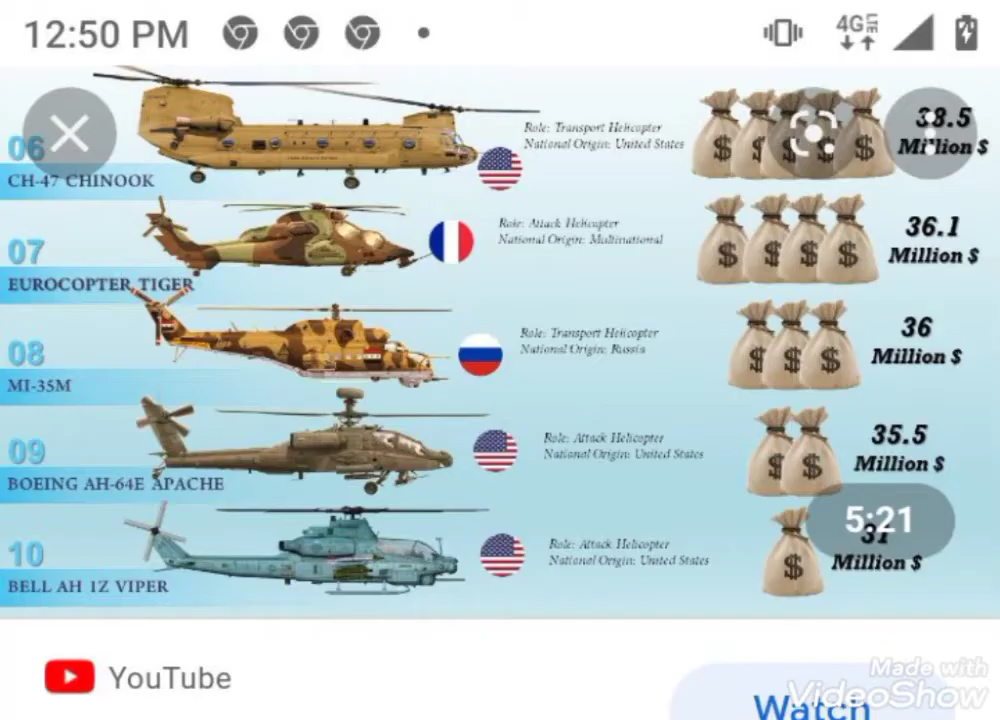 12:50 PM
4G LTE
06
CH-47 CHINOOK
Role: Transport Helicopter
National Origin: United States
38.5
Million $
07
EUROCOPTER TIGER
Role: Attack Helicopter
National Origin: Multinational
36.1
Million $
08
MI-35M
Role: Transport Helicopter
National Origin: Russia
36
Million $
09
BOEING AH-64E APACHE
Role: Attack Helicopter
National Origin: United States
35.5
Million $
10
BELL AH 1Z VIPER
Role: Attack Helicopter
National Origin: United States
5:21
31
Million $
YouTube
Made with
VideoShow
Watch